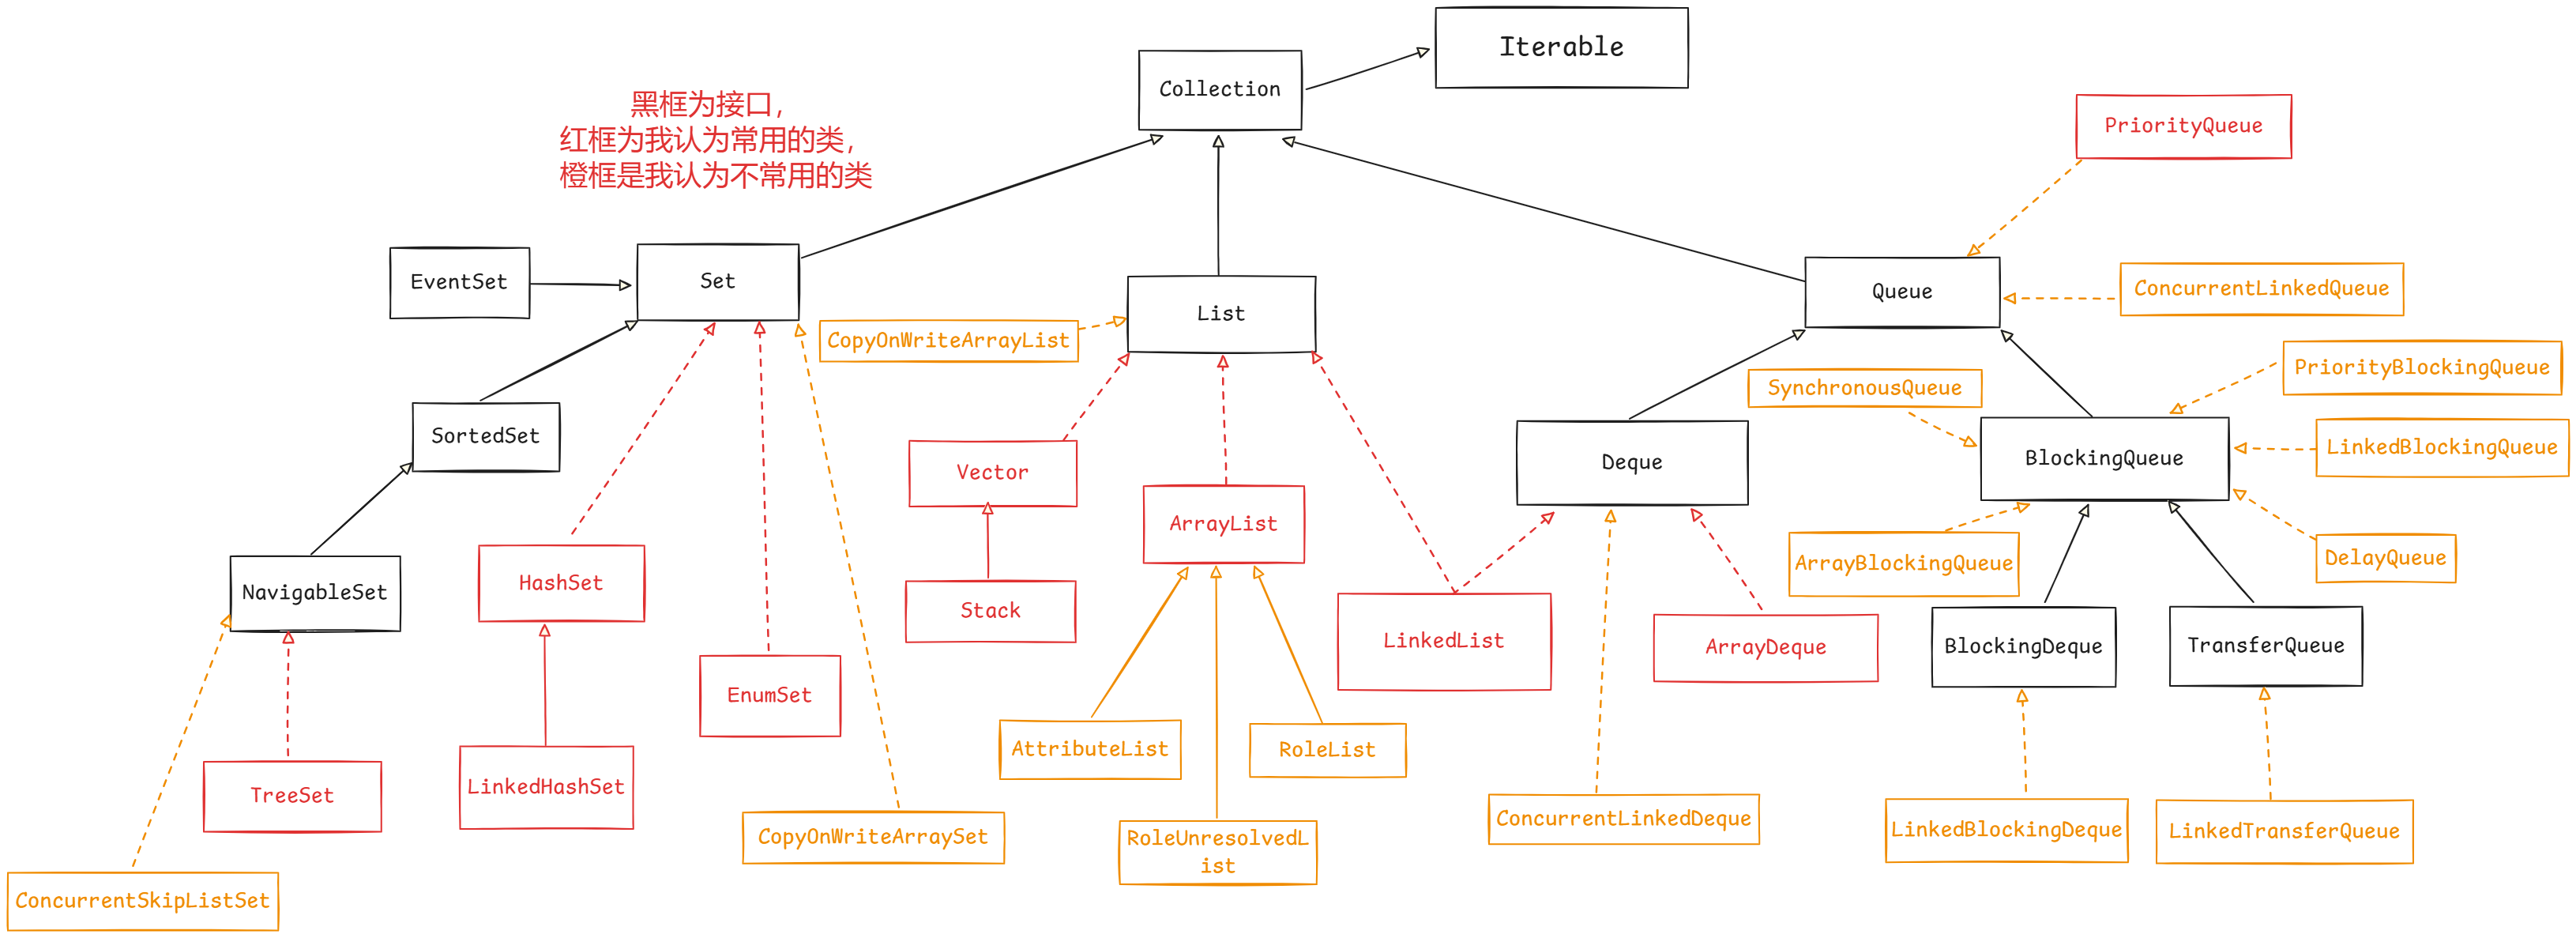 Iterable
Collection
黑框为接口，
红框为我认为常用的类，
橙框是我认为不常用的类
PriorityQueue
EventSet
Set
List
Queue
ConcurrentLinkedQueue
CopyOnWriteArrayList
SynchronousQueue
PriorityBlockingQueue
SortedSet
Vector
Deque
BlockingQueue
LinkedBlockingQueue
ArrayList
NavigableSet
HashSet
Stack
LinkedList
ArrayDeque
ArrayBlockingQueue
DelayQueue
BlockingDeque
TransferQueue
EnumSet
TreeSet
LinkedHashSet
AttributeList
RoleList
CopyOnWriteArraySet
RoleUnresolvedL
ist
ConcurrentLinkedDeque
LinkedBlockingDeque
LinkedTransferQueue
ConcurrentSkipListSet